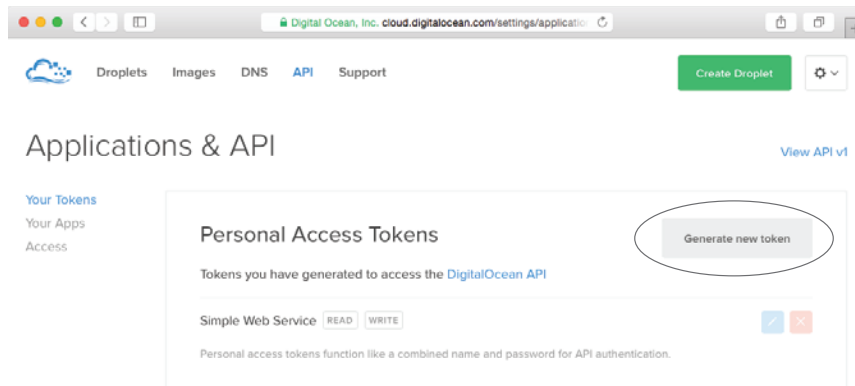 Digital Ocean, Inc. cloud.digitalocean.com/settings/applicatio
Droplets Images DNS API Support Create Droplet
Applications & API
View API v1
Your Tokens
Your Apps
Access
Personal Access Tokens
Generate new token
Tokens you have generated to access the DigitalOcean API
Simple Web Service READ WRITE
Personal access tokens function like a combined name and password for API authentication.